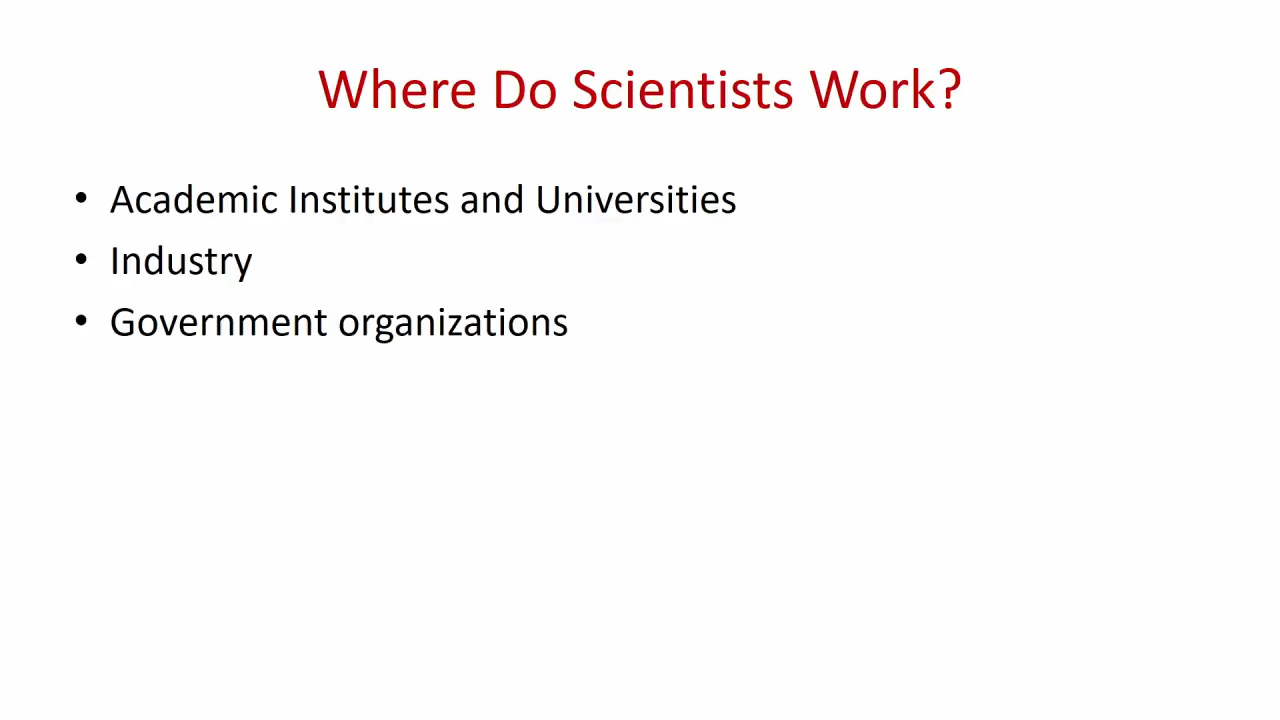 Where Do Scientists Work?
• Academic Institutes and Universities
• Industry
• Government organizations